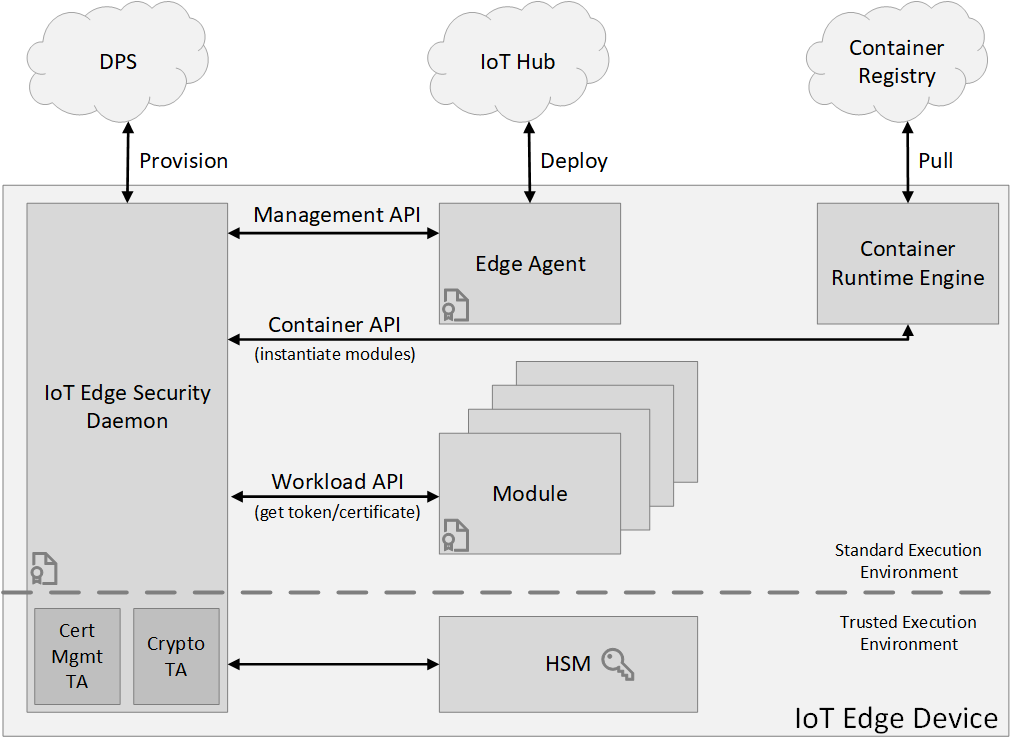 DPS
IoT Hub
Container
Registry
Provision
Deploy
Pull
Management API
Edge Agent
Container
Runtime Engine
Container API
(instantiate modules)
IoT Edge Security
Daemon
Workload API
(get token/certificate)
Module
Standard Execution
Environment
Trusted Execution
Environment
Cert
Mgmt
TA
Crypto
TA
HSM
IoT Edge Device